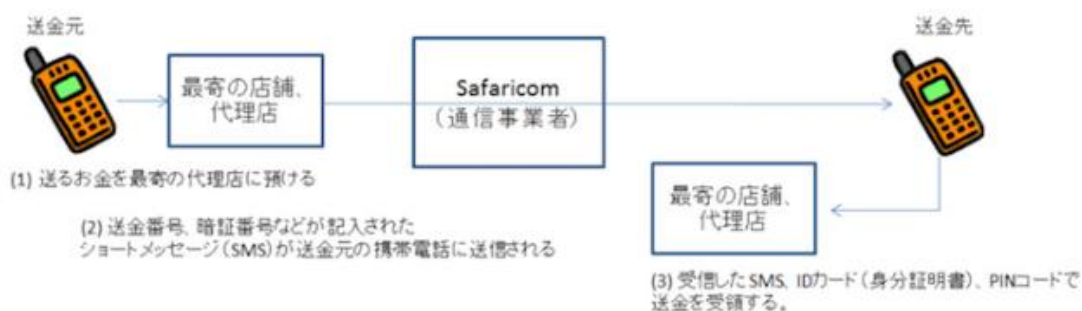 送金元
送金先
最寄の店舗、
代理店
Safaricom
(通信事業者)
(1) 送るお金を最寄の代理店に預ける
(2) 送金番号、暗証番号などが記入された
ショートメッセージ(SMS)が送金元の携帯電話に送信される
最寄の店舗、
代理店
(3) 受信したSMS、IDカード(身分証明書)、PINコードで
送金を受領する。